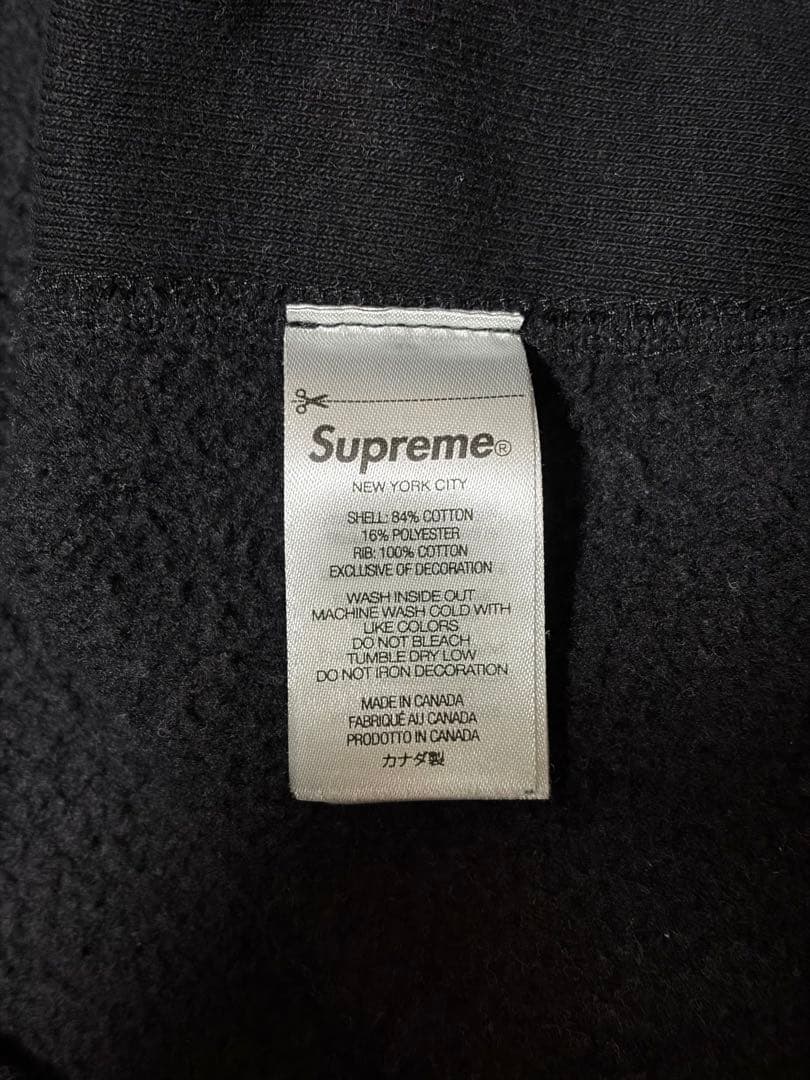 Supreme®
NEW YORK CITY
SHELL: 84% COTTON
16% POLYESTER
RIB: 100% COTTON
EXCLUSIVE OF DECORATION
WASH INSIDE OUT
MACHINE WASH COLD WITH
LIKE COLORS
DO NOT BLEACH
TUMBLE DRY LOW
DO NOT IRON DECORATION
MADE IN CANADA
FABRIQUÉ AU CANADA
PRODOTTO IN CANADA
カナダ製